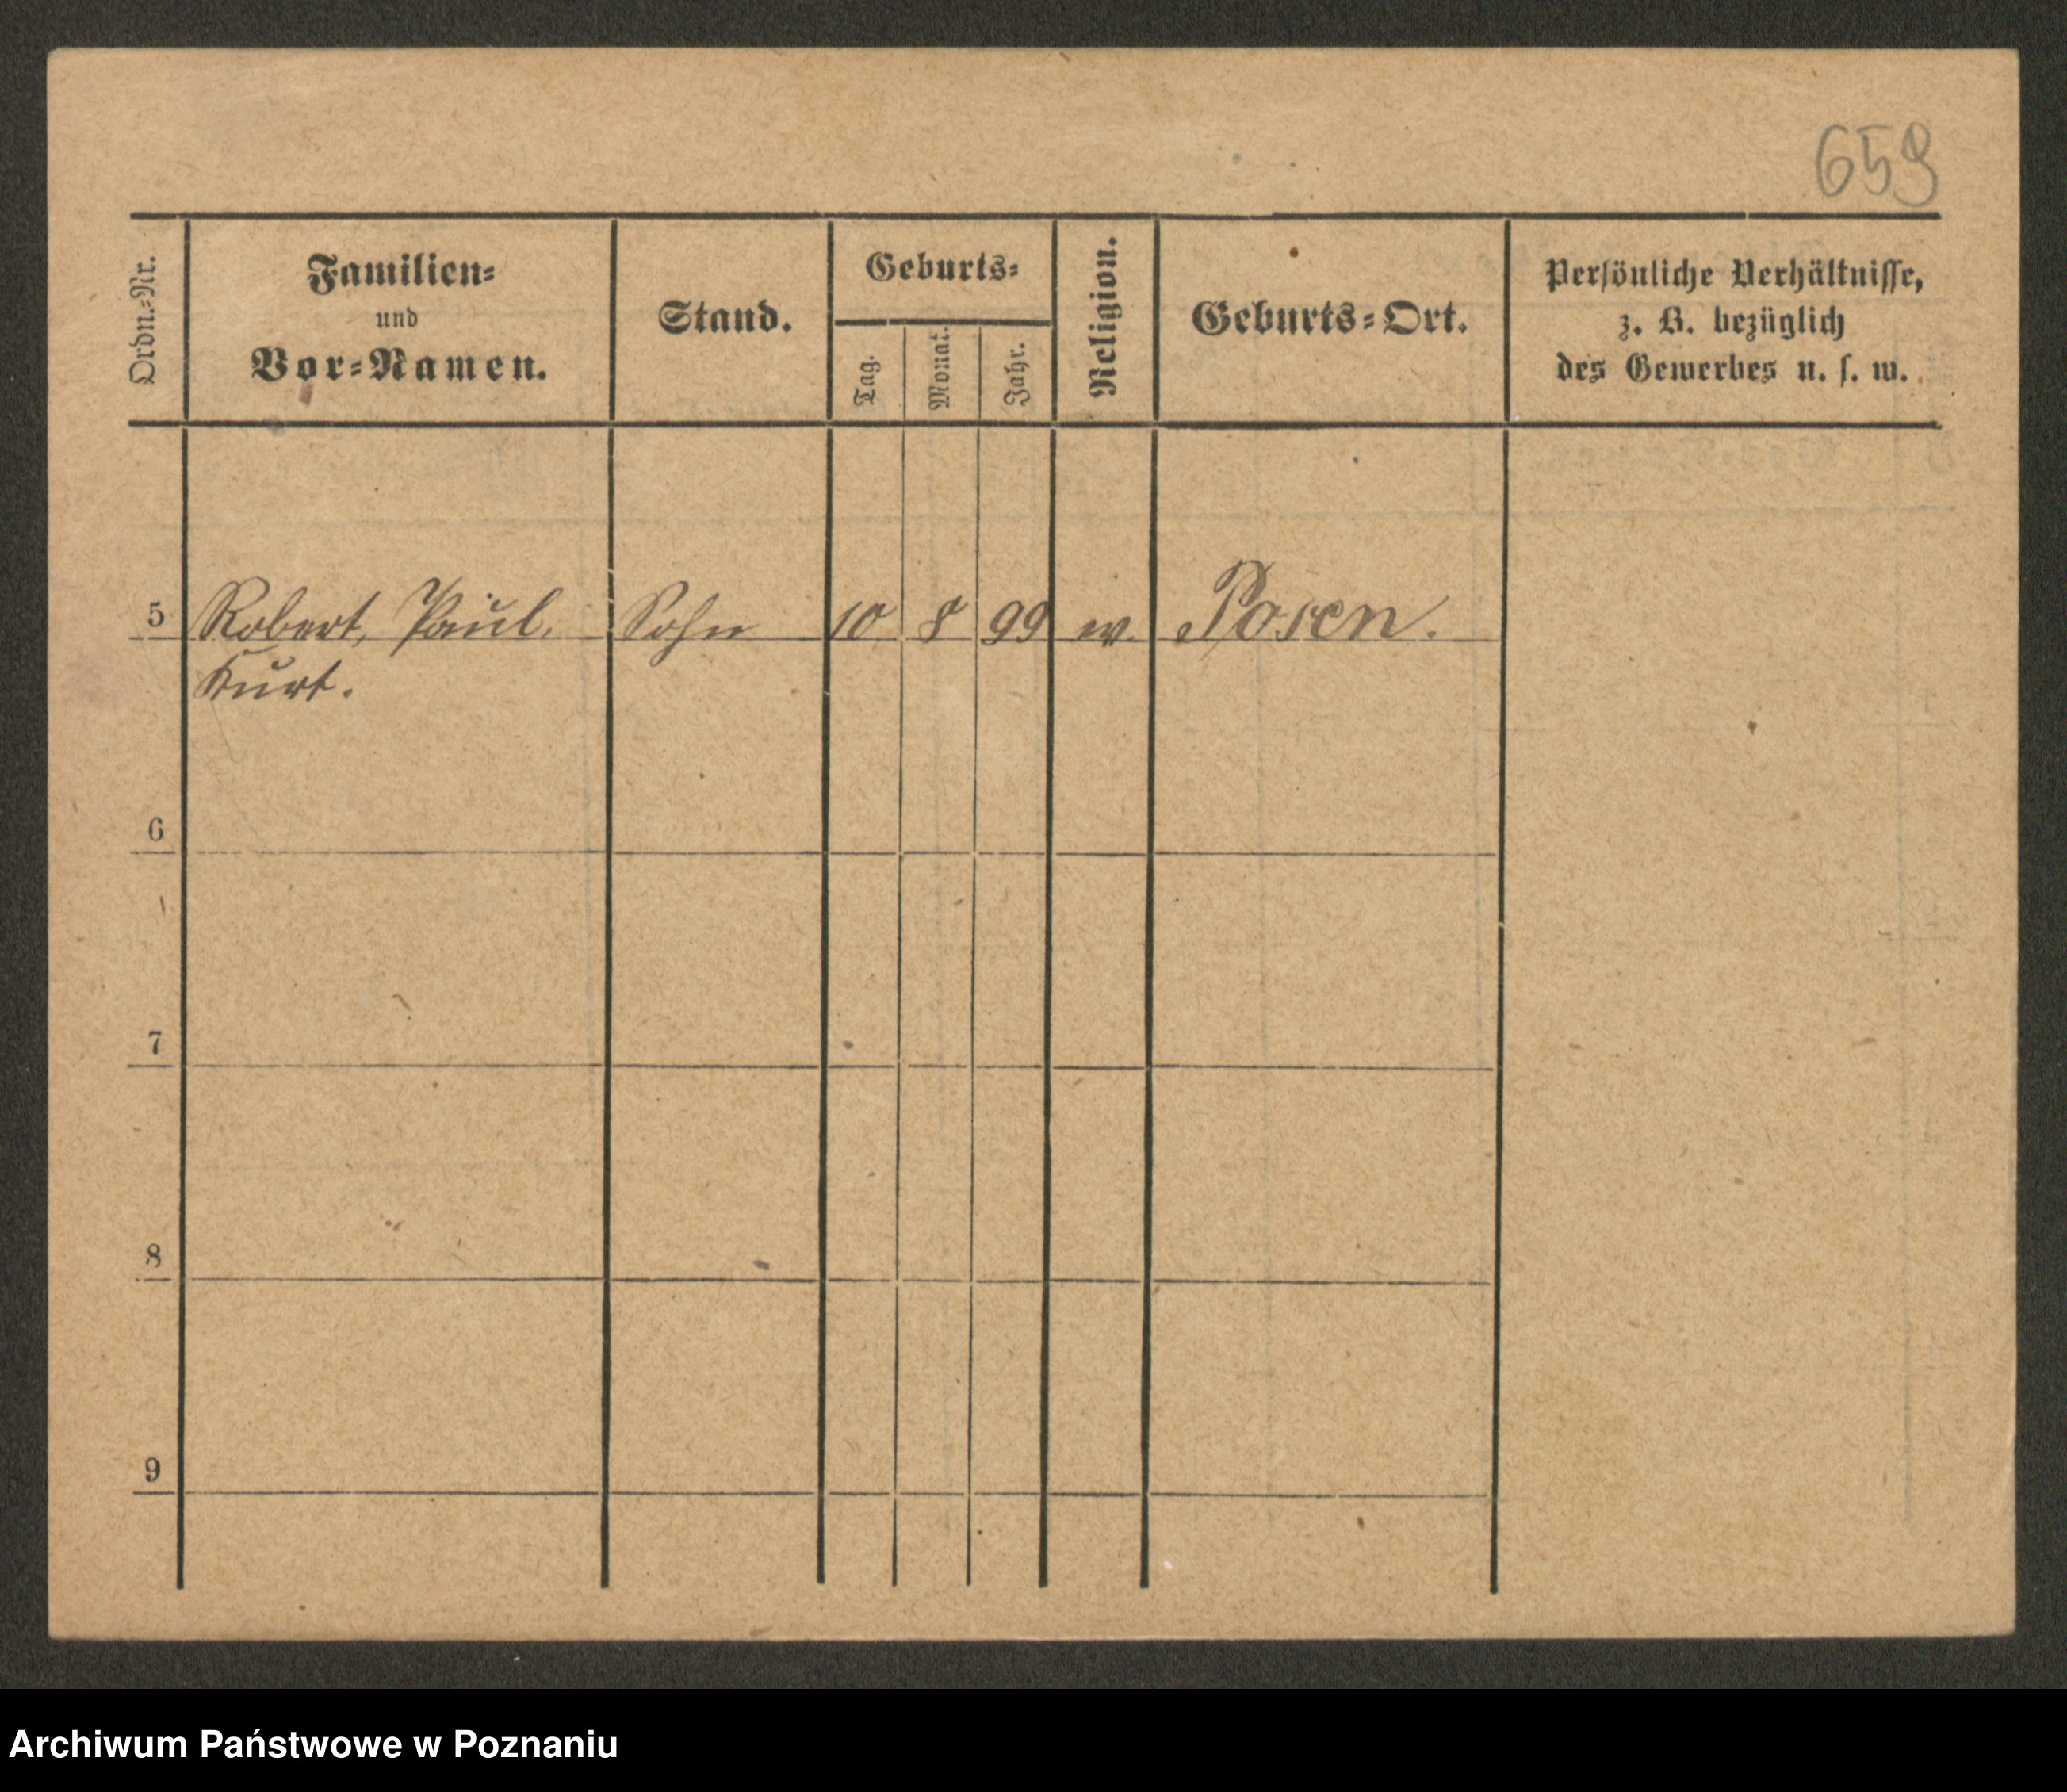 659
Ordn.-Nr.
Familien-
und
Vor-Namen.
Stand.
Geburts-
Tag.
Monat.
Jahr.
Religion.
Geburts-Ort.
Persönliche Verhältnisse,
z. B. bezüglich
des Gewerbes u. s. w.
5 Robert, Paul, Sohn 10 8 99 ev. Posen.
Kurt.
6
7
8
9
Archiwum Państwowe w Poznaniu